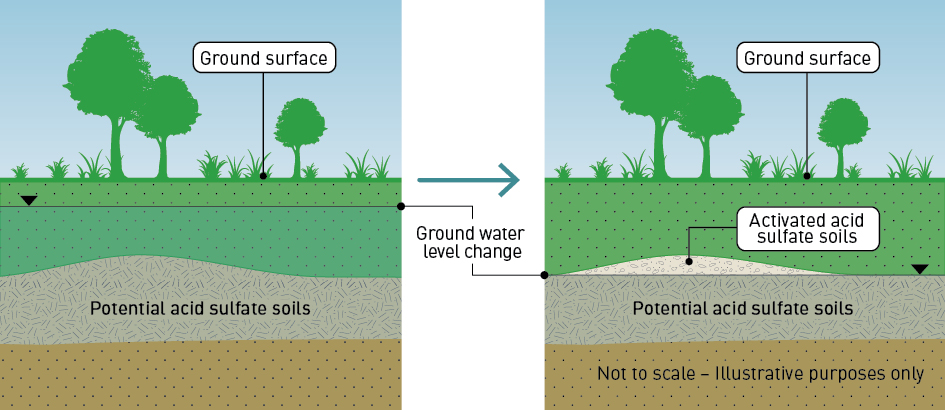 Ground surface
Ground surface
Ground water
level change
Activated acid
sulfate soils
Potential acid sulfate soils
Potential acid sulfate soils
Not to scale – Illustrative purposes only